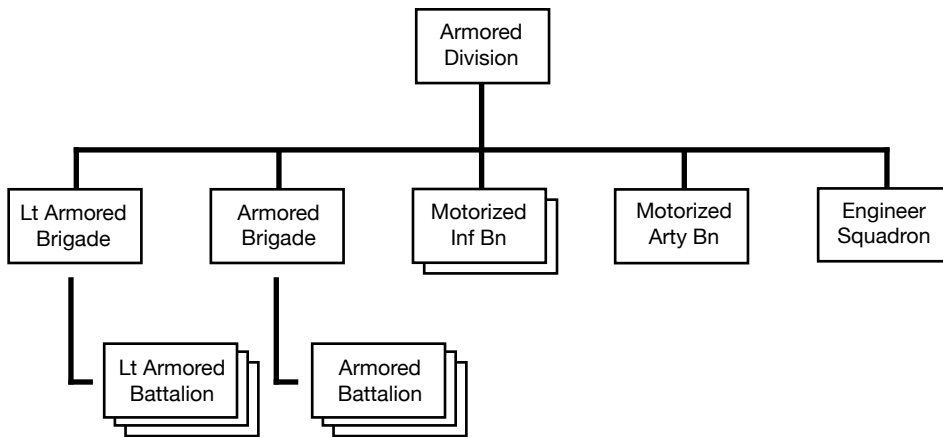 Armored
Division
Lt Armored
Brigade
Armored
Brigade
Motorized
Inf Bn
Motorized
Arty Bn
Engineer
Squadron
Lt Armored
Battalion
Armored
Battalion